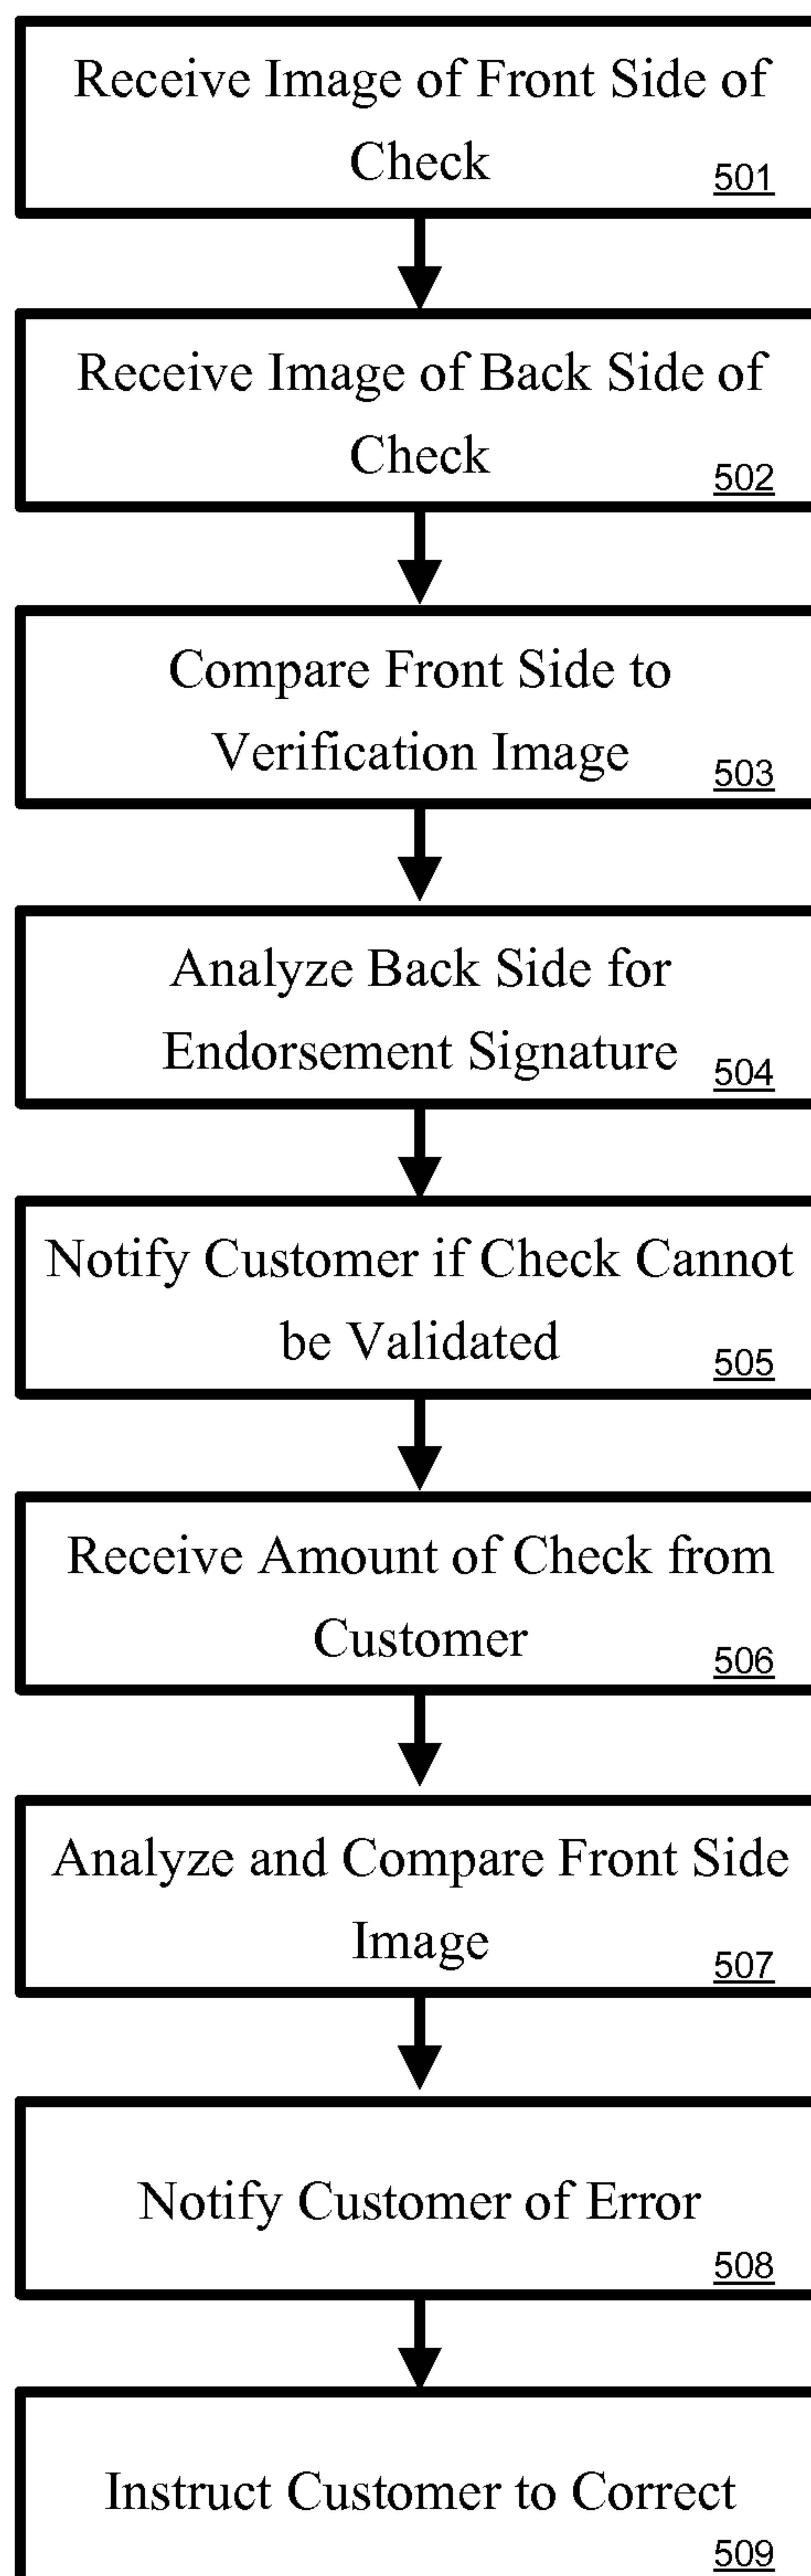 Receive Image of Front Side of
Check
501
Receive Image of Back Side of
Check
502
Compare Front Side to
Verification Image
503
Analyze Back Side for
Endorsement Signature
504
Notify Customer if Check Cannot
be Validated
505
Receive Amount of Check from
Customer
506
Analyze and Compare Front Side
Image
507
Notify Customer of Error
508
Instruct Customer to Correct
509